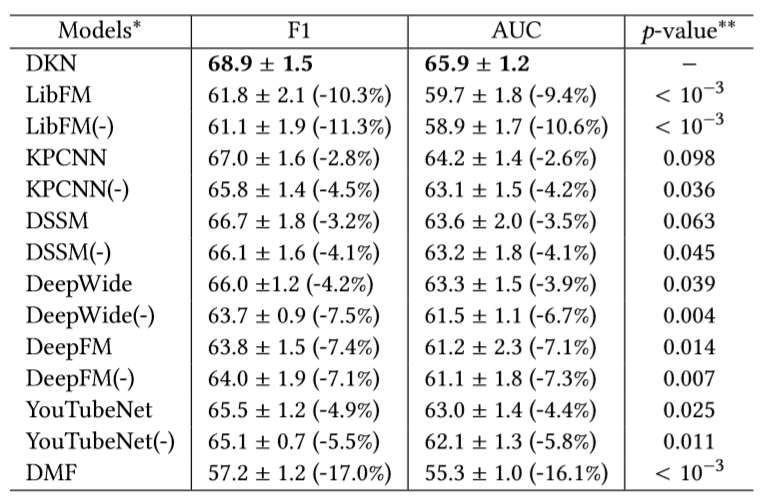 Models* F1 AUC p-value**
DKN 68.9 ± 1.5 65.9 ± 1.2 –
LibFM 61.8 ± 2.1 (-10.3%) 59.7 ± 1.8 (-9.4%) < 10⁻³
LibFM(-) 61.1 ± 1.9 (-11.3%) 58.9 ± 1.7 (-10.6%) < 10⁻³
KPCNN 67.0 ± 1.6 (-2.8%) 64.2 ± 1.4 (-2.6%) 0.098
KPCNN(-) 65.8 ± 1.4 (-4.5%) 63.1 ± 1.5 (-4.2%) 0.036
DSSM 66.7 ± 1.8 (-3.2%) 63.6 ± 2.0 (-3.5%) 0.063
DSSM(-) 66.1 ± 1.6 (-4.1%) 63.2 ± 1.8 (-4.1%) 0.045
DeepWide 66.0 ±1.2 (-4.2%) 63.3 ± 1.5 (-3.9%) 0.039
DeepWide(-) 63.7 ± 0.9 (-7.5%) 61.5 ± 1.1 (-6.7%) 0.004
DeepFM 63.8 ± 1.5 (-7.4%) 61.2 ± 2.3 (-7.1%) 0.014
DeepFM(-) 64.0 ± 1.9 (-7.1%) 61.1 ± 1.8 (-7.3%) 0.007
YouTubeNet 65.5 ± 1.2 (-4.9%) 63.0 ± 1.4 (-4.4%) 0.025
YouTubeNet(-) 65.1 ± 0.7 (-5.5%) 62.1 ± 1.3 (-5.8%) 0.011
DMF 57.2 ± 1.2 (-17.0%) 55.3 ± 1.0 (-16.1%) < 10⁻³